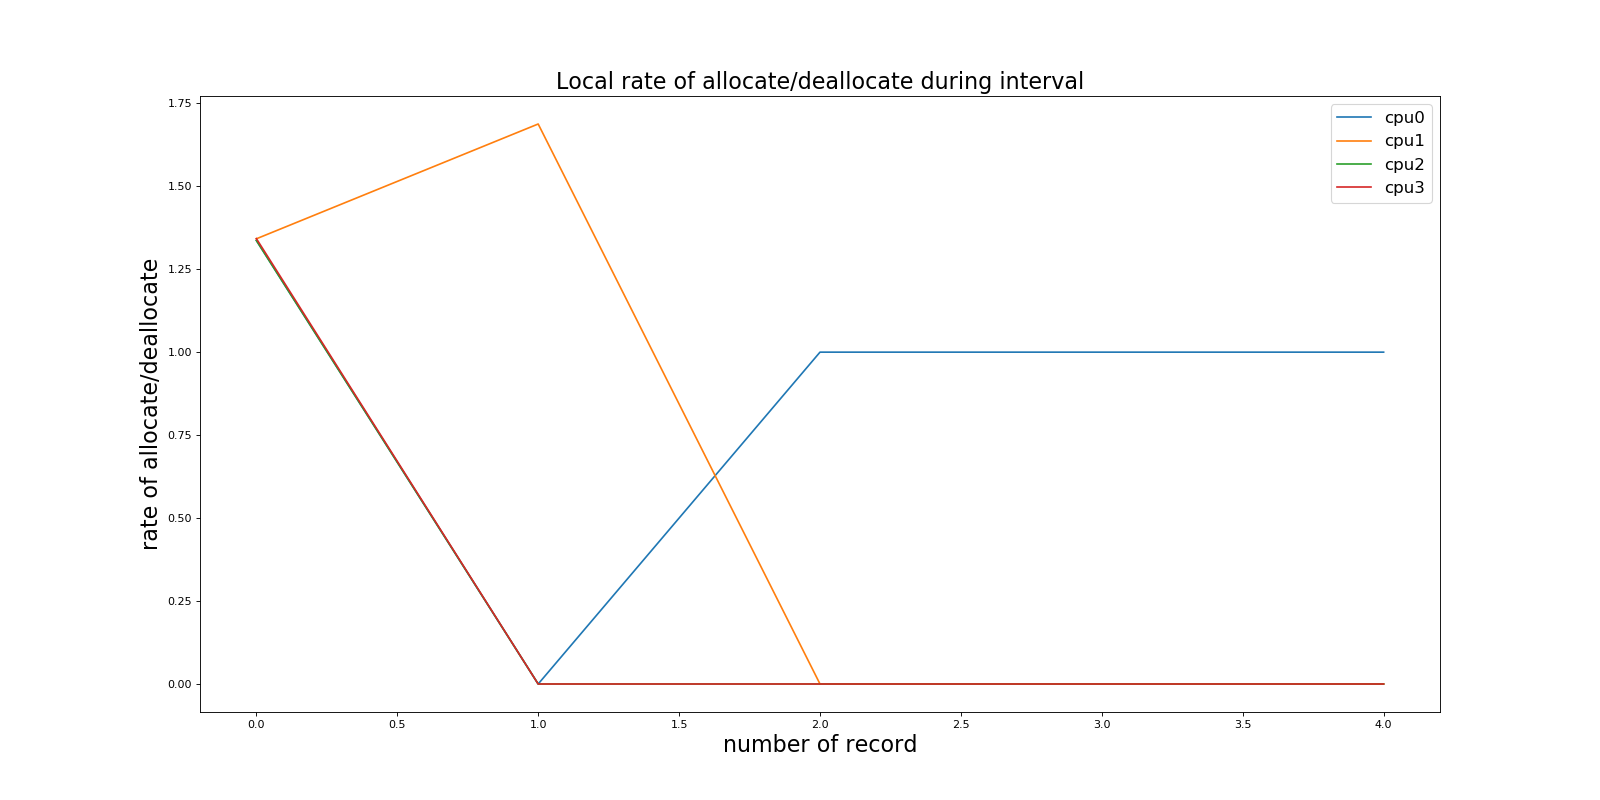 Local rate of allocate/deallocate during interval
1.75
1.50
1.25
1.00
0.75
0.50
0.25
0.00
rate of allocate/deallocate
cpu0
cpu1
cpu2
cpu3
0.0 0.5 1.0 1.5 2.0 2.5 3.0 3.5 4.0
number of record